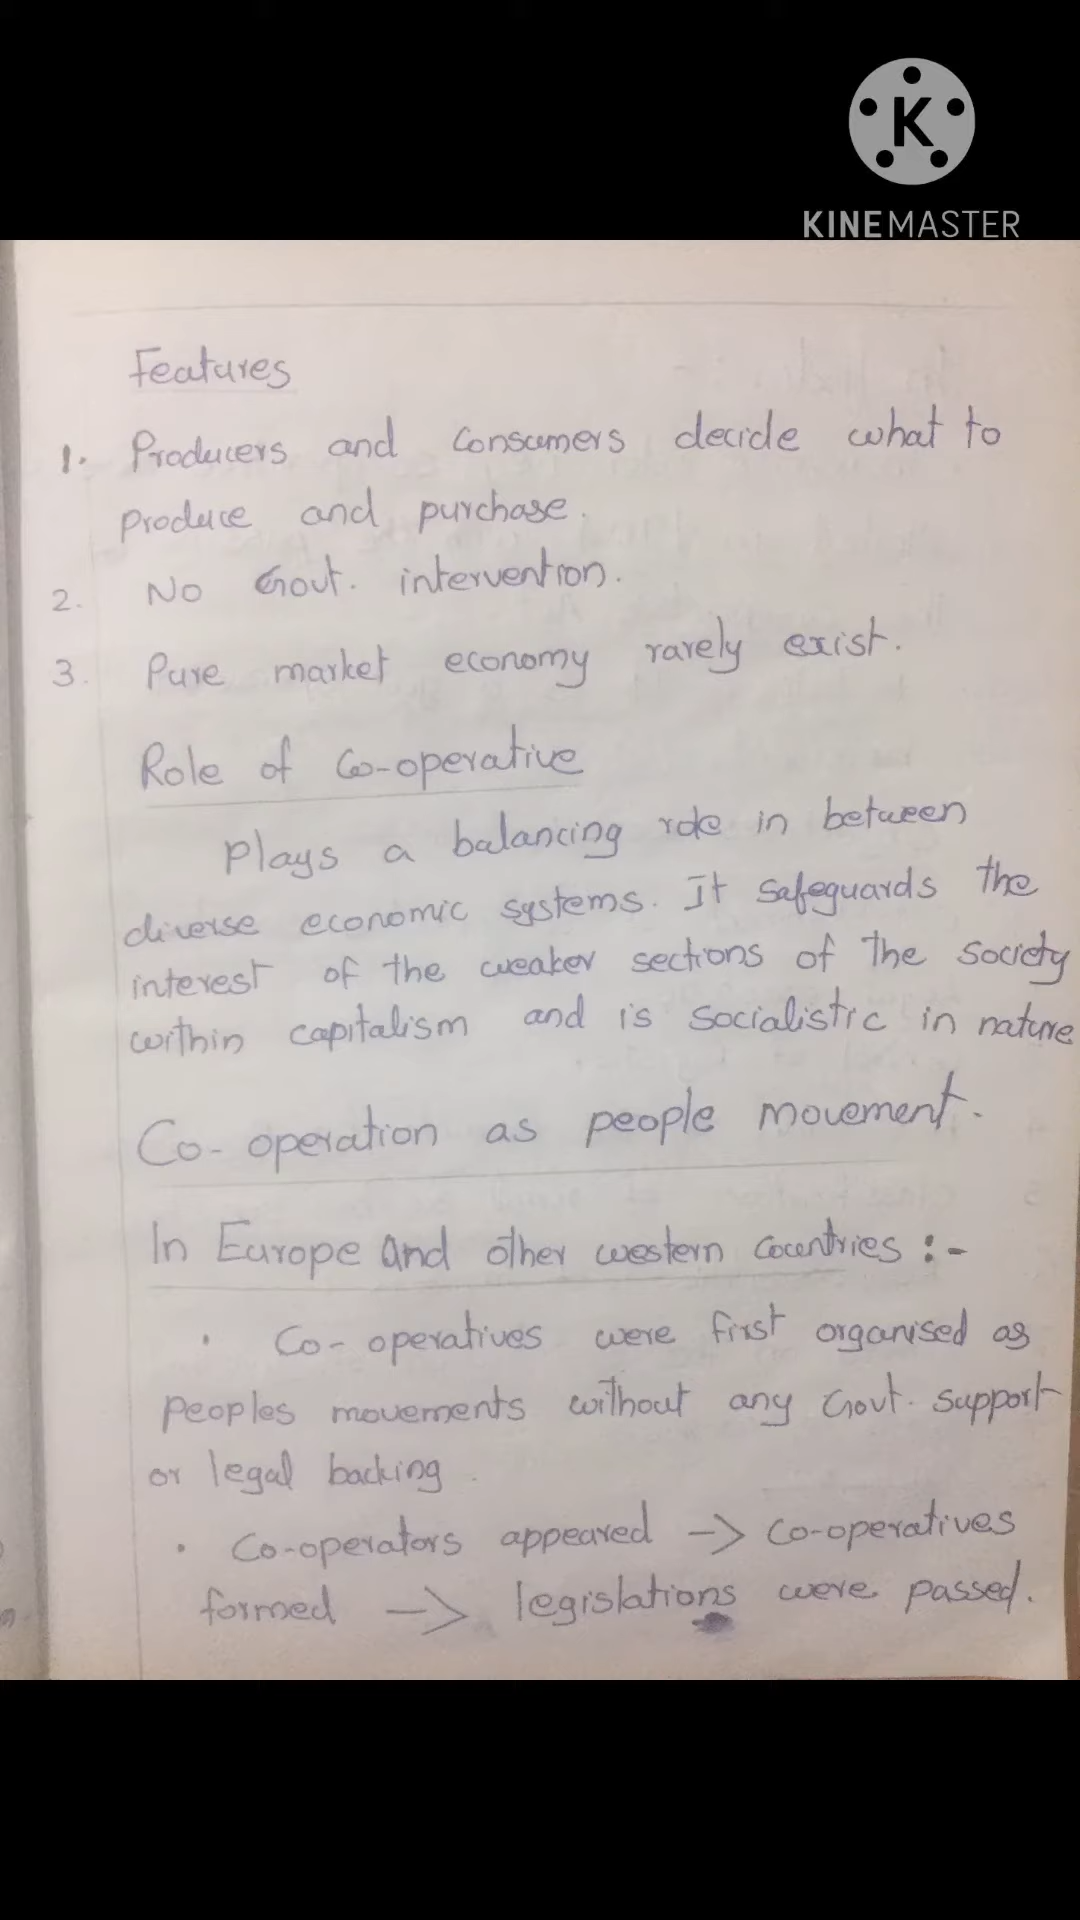 K
KINEMASTER
Features
1. Producers and Consumers decide what to
produce and purchase.
2. No Govt. intervention.
3. Pure market economy rarely exist.
Role of Co-operative
Plays a balancing role in between
diverse economic systems. It safeguards the
interest of the weaker sections of the society
within capitalism and is socialistic in nature
Co-operation as people movement.
In Europe and other western countries :-
• Co-operatives were first organised as
peoples movements without any Govt. support
or legal backing.
• Co-operators appeared -> Co-operatives
formed -> legislations were passed.